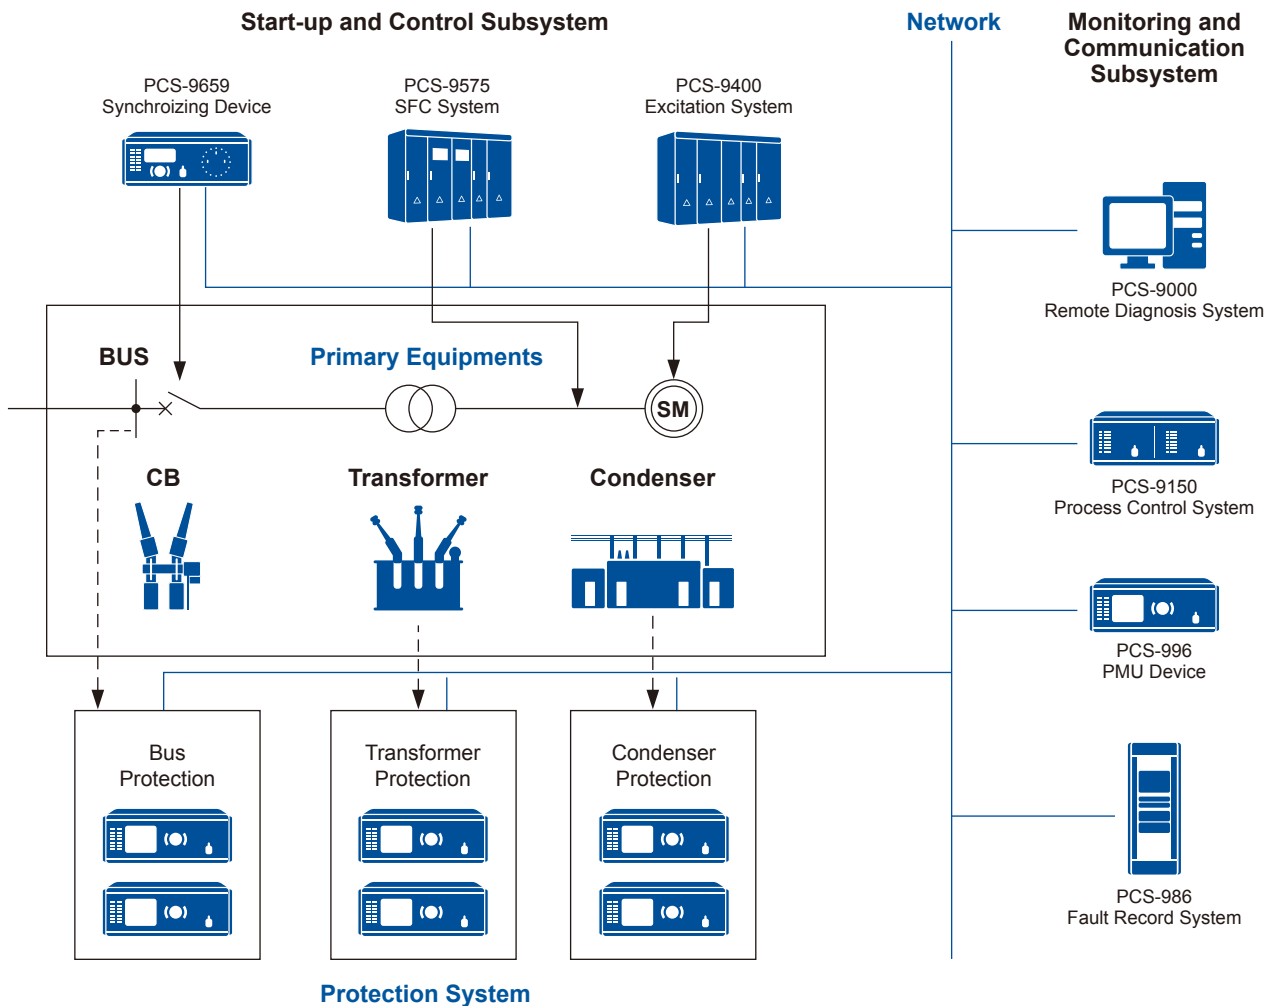 Start-up and Control Subsystem
Network
Monitoring and
Communication
Subsystem
PCS-9659
Synchroizing Device
PCS-9575
SFC System
PCS-9400
Excitation System
PCS-9000
Remote Diagnosis System
BUS
Primary Equipments
SM
CB
Transformer
Condenser
PCS-9150
Process Control System
PCS-996
PMU Device
Bus
Protection
Transformer
Protection
Condenser
Protection
PCS-986
Fault Record System
Protection System